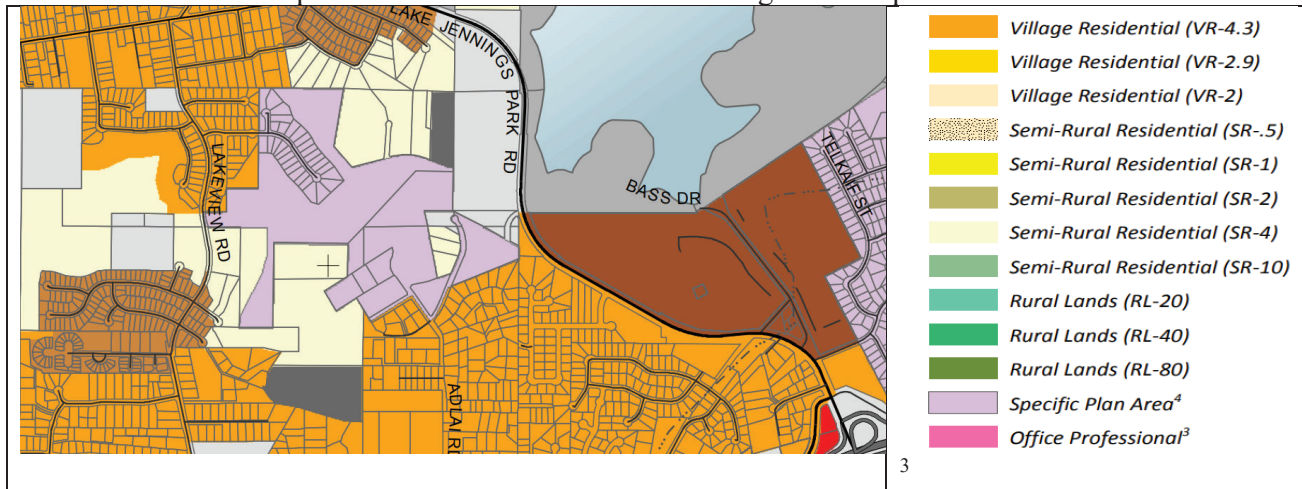 LAKE JENNINGS PARK RD
LAKEVIEW RD
BASS DR
TELKAIF ST
ADLAI RD
Village Residential (VR-4.3)
Village Residential (VR-2.9)
Village Residential (VR-2)
Semi-Rural Residential (SR-.5)
Semi-Rural Residential (SR-1)
Semi-Rural Residential (SR-2)
Semi-Rural Residential (SR-4)
Semi-Rural Residential (SR-10)
Rural Lands (RL-20)
Rural Lands (RL-40)
Rural Lands (RL-80)
Specific Plan Area⁴
Office Professional³
3